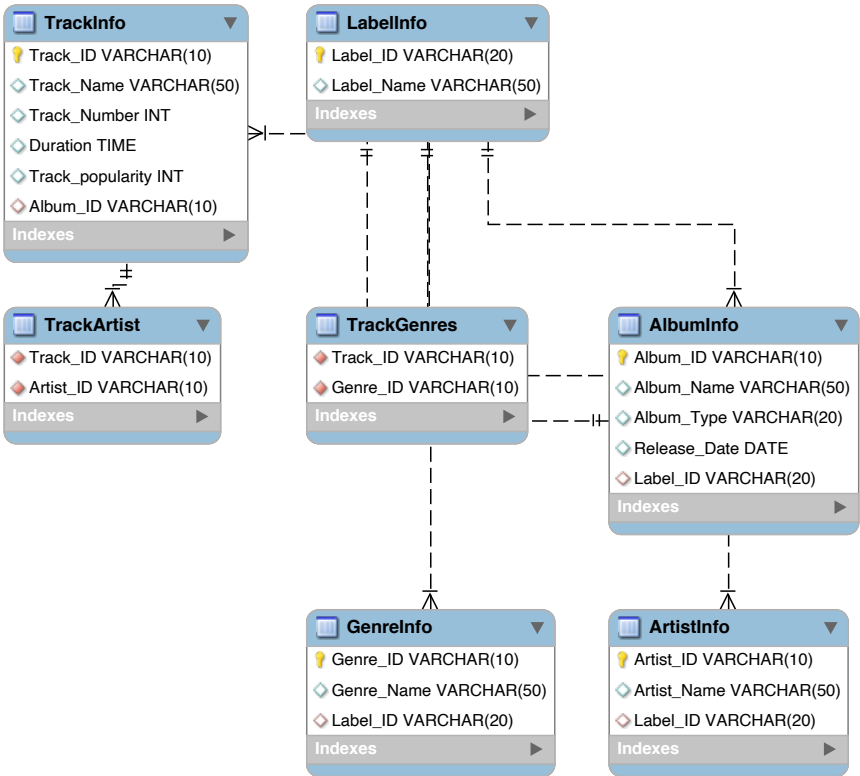 TrackInfo
Track_ID VARCHAR(10)
Track_Name VARCHAR(50)
Track_Number INT
Duration TIME
Track_popularity INT
Album_ID VARCHAR(10)
Indexes
LabelInfo
Label_ID VARCHAR(20)
Label_Name VARCHAR(50)
Indexes
TrackArtist
Track_ID VARCHAR(10)
Artist_ID VARCHAR(10)
Indexes
TrackGenres
Track_ID VARCHAR(10)
Genre_ID VARCHAR(10)
Indexes
AlbumInfo
Album_ID VARCHAR(10)
Album_Name VARCHAR(50)
Album_Type VARCHAR(20)
Release_Date DATE
Label_ID VARCHAR(20)
Indexes
GenreInfo
Genre_ID VARCHAR(10)
Genre_Name VARCHAR(50)
Label_ID VARCHAR(20)
Indexes
ArtistInfo
Artist_ID VARCHAR(10)
Artist_Name VARCHAR(50)
Label_ID VARCHAR(20)
Indexes